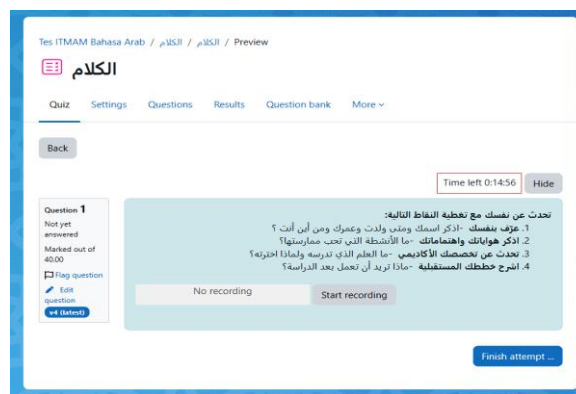 Tes ITMAM Bahasa Arab / الكلام / الكلام / Preview
الكلام
Quiz Settings Questions Results Question bank More
Back
Time left 0:14:56 Hide
Question 1
Not yet
answered
Marked out of
40.00
Flag question
Edit
question
v4 (latest)
تحدث عن نفسك مع تغطية النقاط التالية:
1. عرّف بنفسك -اذكر اسمك ومتى ولدت وعمرك ومن أين أنت ؟
2. اذكر هواياتك واهتماماتك -ما الأنشطة التي تحب ممارستها؟
3. تحدث عن تخصصك الأكاديمي -ما العلم الذي تدرسه ولماذا اخترته؟
4. اشرح خططك المستقبلية -ماذا تريد أن تعمل بعد الدراسة؟
No recording Start recording
Finish attempt ...